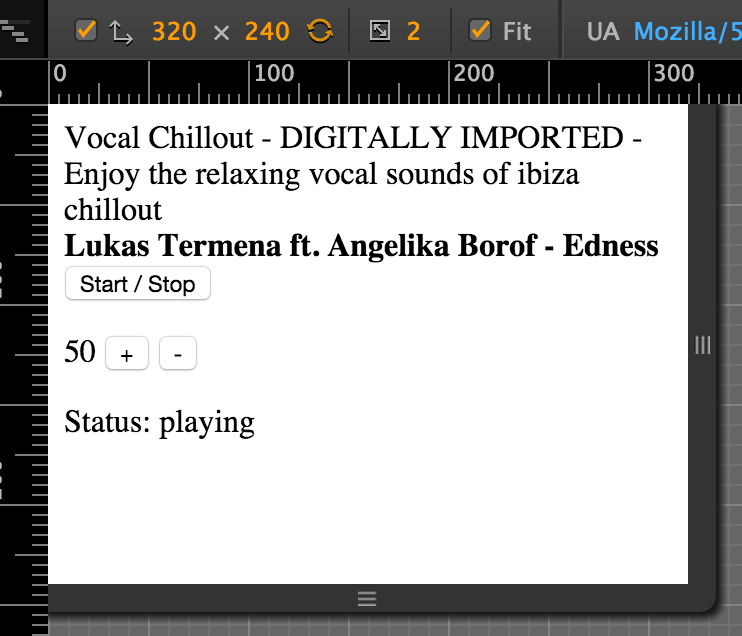 320 × 240 2 Fit UA Mozilla/5
0 100 200 300
Vocal Chillout - DIGITALLY IMPORTED -
Enjoy the relaxing vocal sounds of ibiza
chillout
Lukas Termena ft. Angelika Borof - Edness
Start / Stop
50 + -
Status: playing